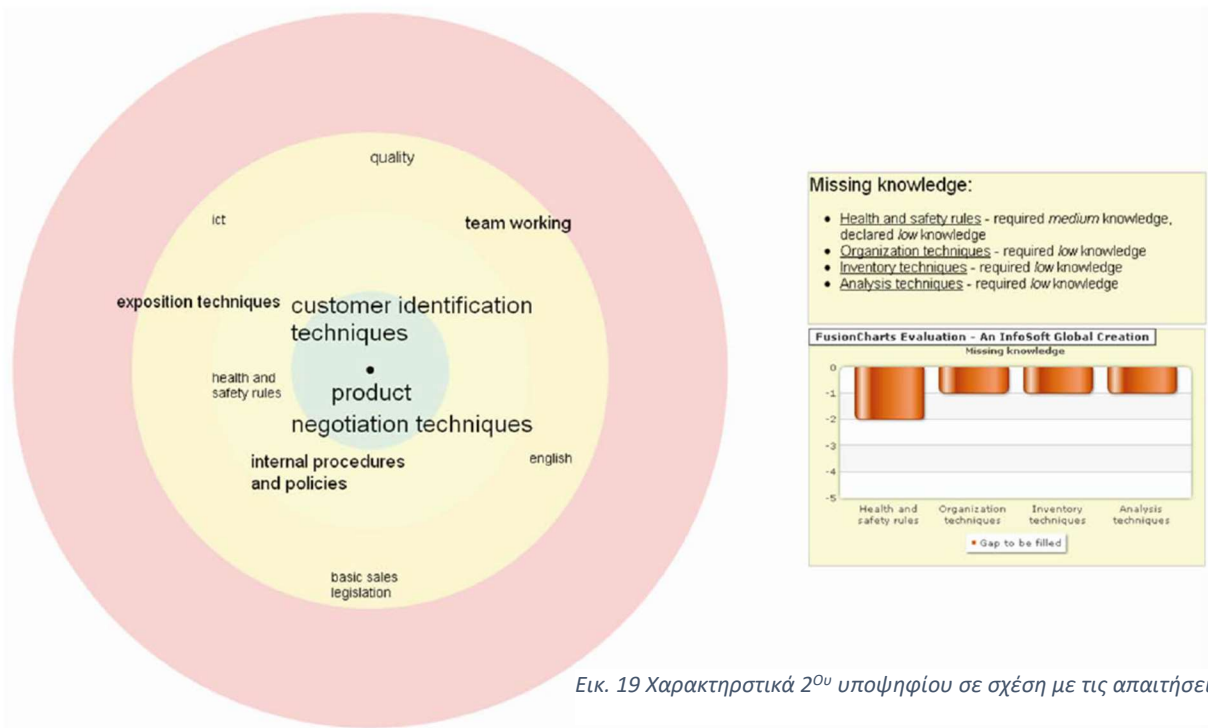 quality
ict
team working
exposition techniques
customer identification
techniques
health and
safety rules
product
negotiation techniques
internal procedures
and policies
english
basic sales
legislation
Missing knowledge:
• Health and safety rules - required medium knowledge,
declared low knowledge
• Organization techniques - required low knowledge
• Inventory techniques - required low knowledge
• Analysis techniques - required low knowledge
FusionCharts Evaluation - An InfoSoft Global Creation
Missing knowledge
0
-1
-2
-3
-4
-5
Health and
safety rules
Organization
techniques
Inventory
techniques
Analysis
techniques
Gap to be filled
Εικ. 19 Χαρακτηρστικά 2Ου υποψηφίου σε σχέση με τις απαιτήσει